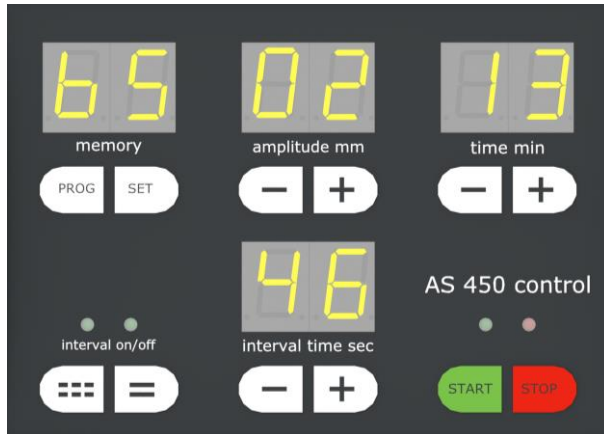 b5 02 13
memory amplitude mm time min
PROG SET − + − +
46
AS 450 control
interval on/off interval time sec
− + START STOP